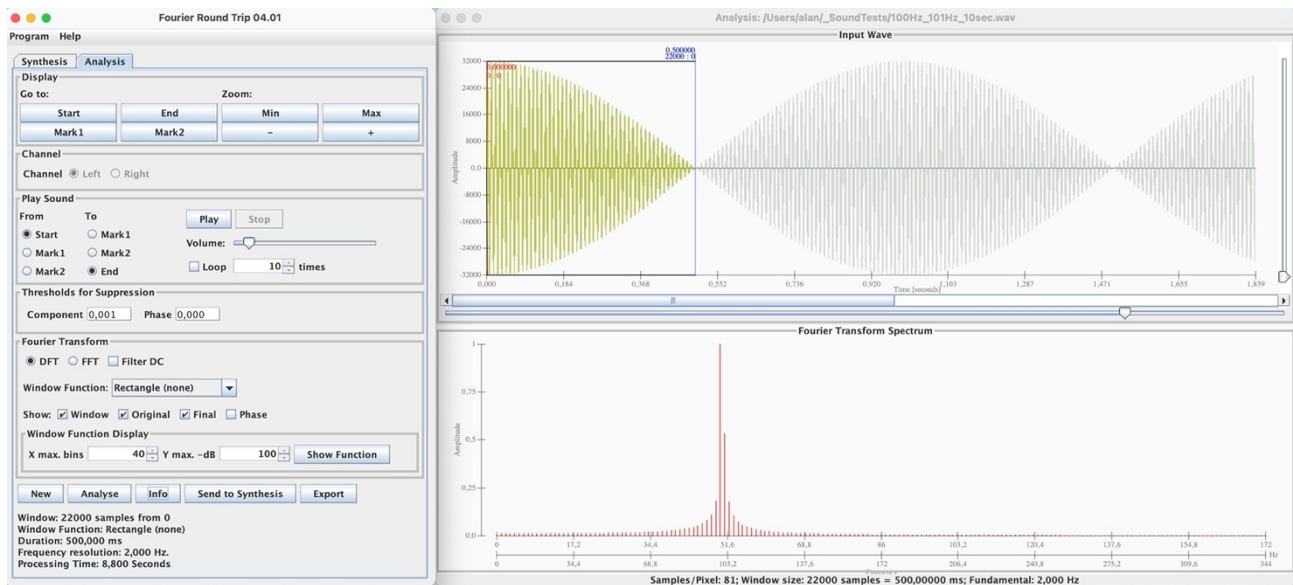 Fourier Round Trip 04.01
Program Help
Synthesis Analysis
Display
Go to: Zoom:
Start End Min Max
Mark1 Mark2 - +
Channel
Channel Left Right
Play Sound
From To
Start Mark1
Mark1 Mark2
Mark2 End
Play Stop
Volume:
Loop 10 times
Thresholds for Suppression
Component 0,001 Phase 0,000
Fourier Transform
DFT FFT Filter DC
Window Function: Rectangle (none)
Show: Window Original Final Phase
Window Function Display
X max. bins 40 Y max. -dB 100 Show Function
New Analyse Info Send to Synthesis Export
Window: 22000 samples from 0
Window Function: Rectangle (none)
Duration: 500,000 ms
Frequency resolution: 2,000 Hz.
Processing Time: 8,800 Seconds
Analysis: /Users/alan/_SoundTests/100Hz_101Hz_10sec.wav
Input Wave
0,500000
22000 : 0
0,000000
0 : 0
32000
24000
16000
8000
0.0
-8000
-16000
-24000
-32000
Amplitude
0,000 0,184 0,368 0,552 0,736 0,920 1,103 1,287 1,471 1,655 1,839
Time [seconds]
Fourier Transform Spectrum
1
0,75
0,5
0,25
0.0
Amplitude
0 17,2 34,4 51,6 68,8 86 103,2 120,4 137,6 154,8 172
Hz
0 34,4 68,8 103,2 137,6 172 206,4 240,8 275,2 309,6 344
Samples/Pixel: 81; Window size: 22000 samples = 500,00000 ms; Fundamental: 2,000 Hz